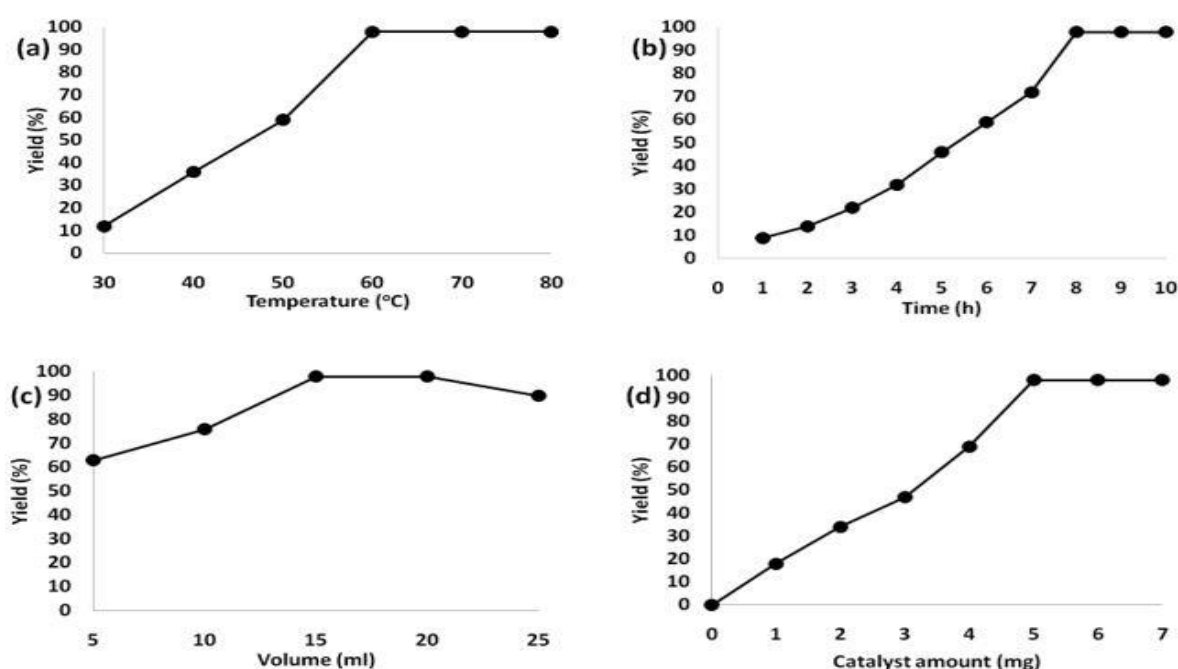 (a)
Yield (%)
100
90
80
70
60
50
40
30
20
10
0
30 40 50 60 70 80
Temperature (°C)
(b)
Yield (%)
100
90
80
70
60
50
40
30
20
10
0
0 1 2 3 4 5 6 7 8 9 10
Time (h)
(c)
Yield (%)
100
90
80
70
60
50
40
30
20
10
0
5 10 15 20 25
Volume (ml)
(d)
Yield (%)
100
90
80
70
60
50
40
30
20
10
0
0 1 2 3 4 5 6 7
Catalyst amount (mg)